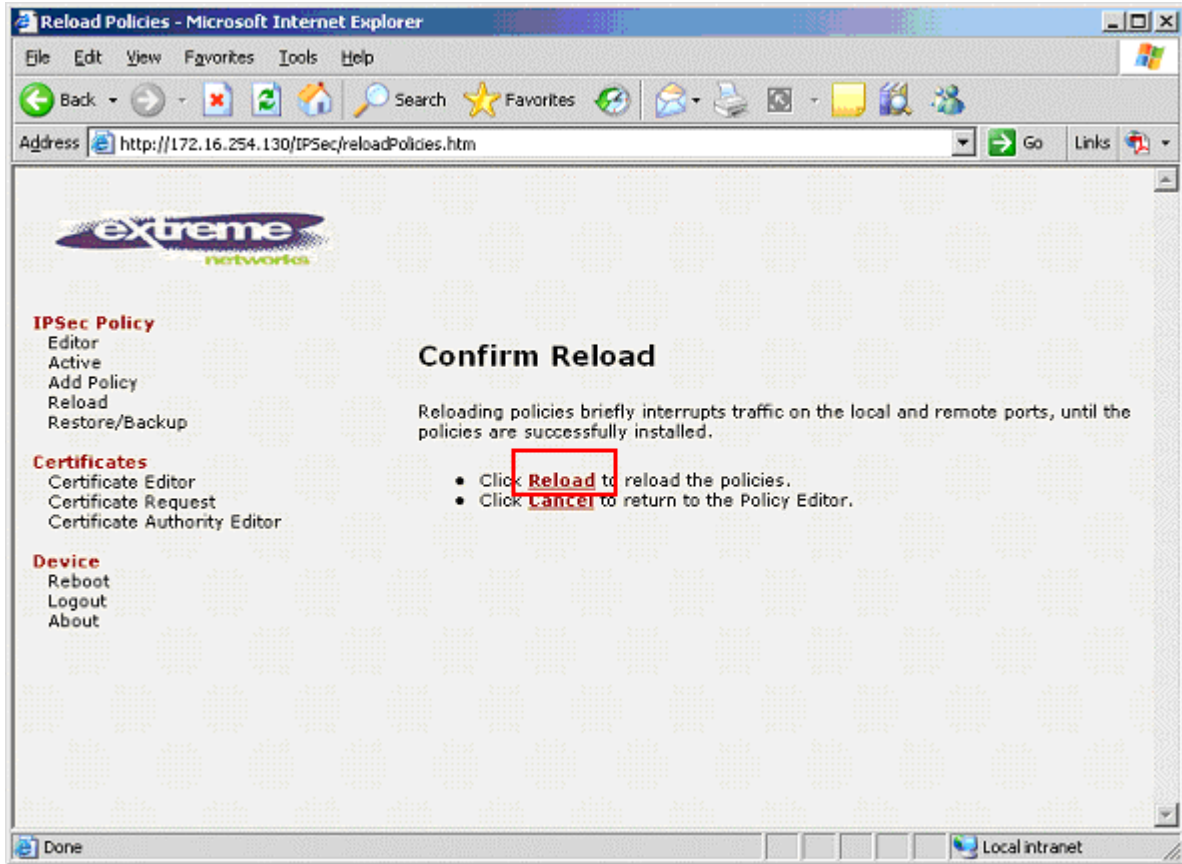 Reload Policies - Microsoft Internet Explorer
File Edit View Favorites Tools Help
Back Search Favorites
Address http://172.16.254.130/IPSec/reloadPolicies.htm Go Links
extreme
networks
IPSec Policy
Editor
Active
Add Policy
Reload
Restore/Backup
Certificates
Certificate Editor
Certificate Request
Certificate Authority Editor
Device
Reboot
Logout
About
Confirm Reload
Reloading policies briefly interrupts traffic on the local and remote ports, until the
policies are successfully installed.
• Click Reload to reload the policies.
• Click Cancel to return to the Policy Editor.
Done Local intranet